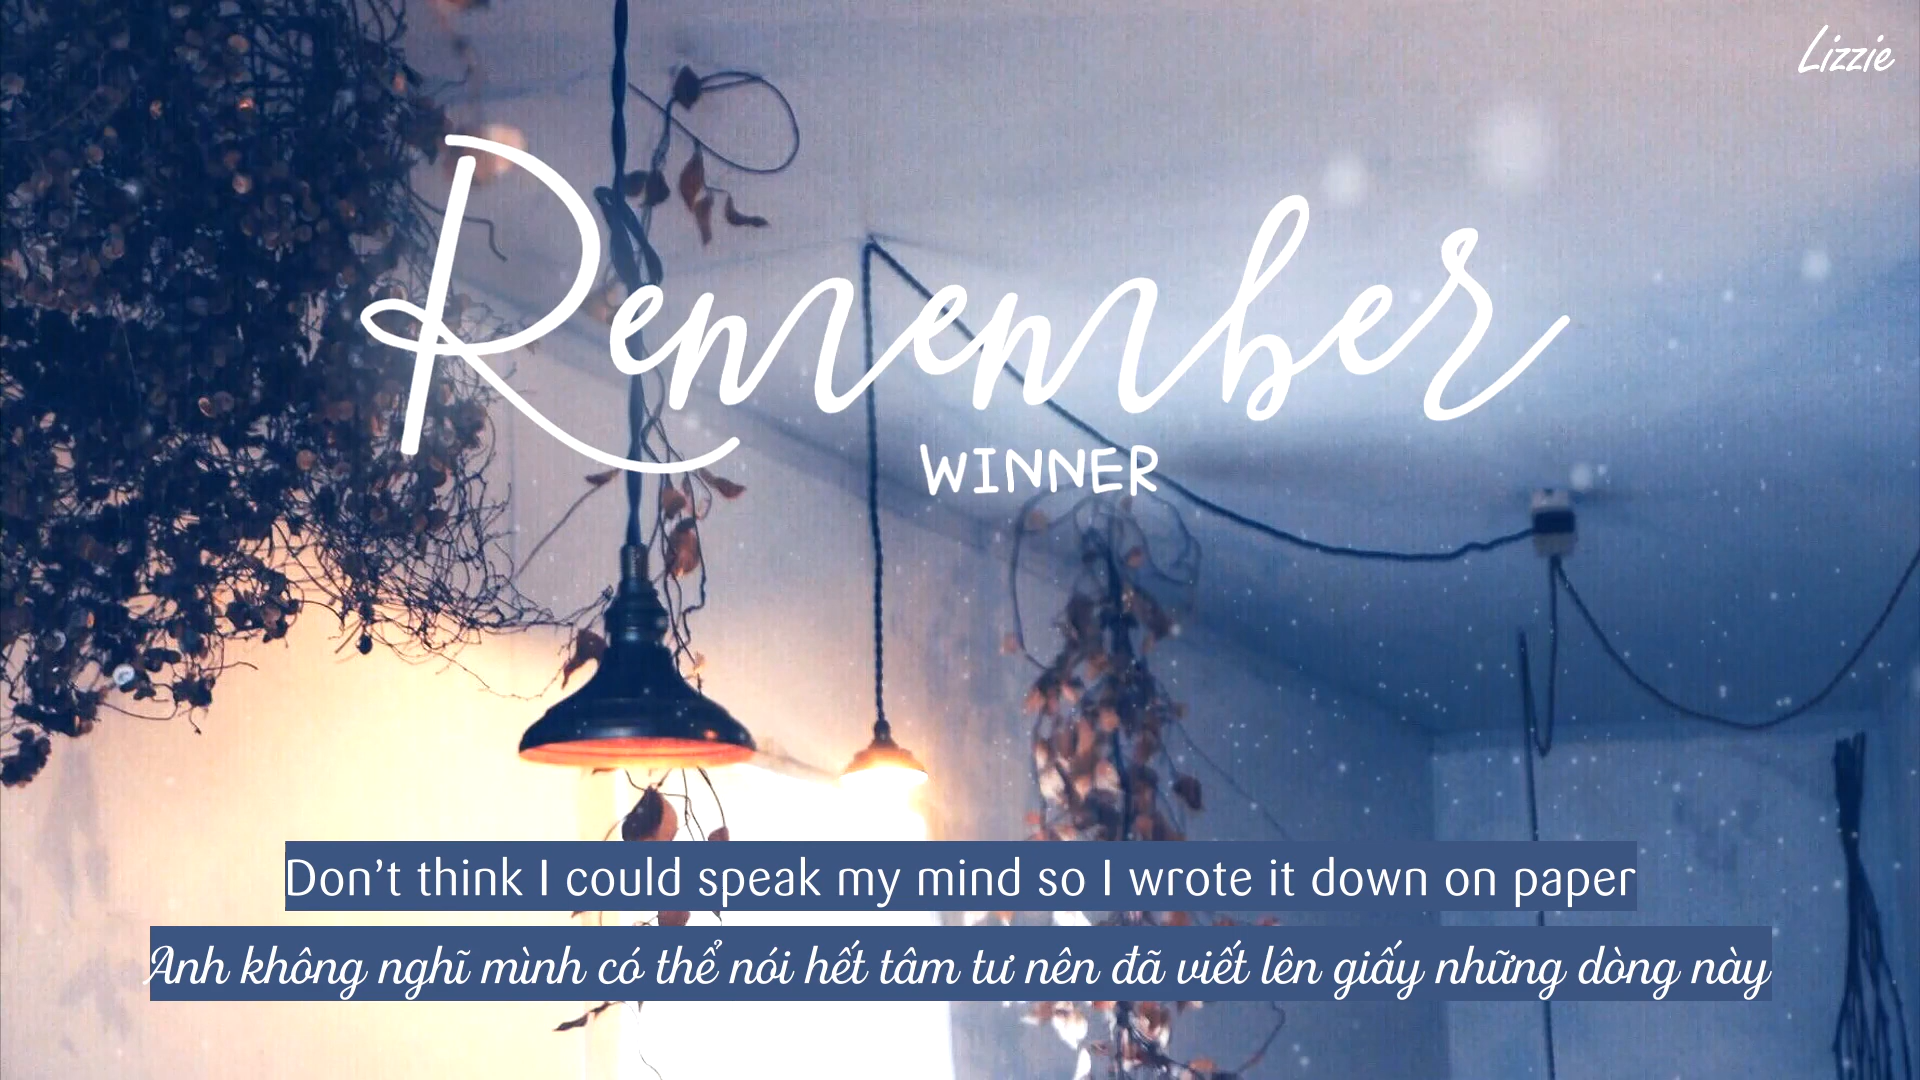 Lizzie
Remember
WINNER
Don’t think I could speak my mind so I wrote it down on paper
Anh không nghĩ mình có thể nói hết tâm tư nên đã viết lên giấy những dòng này